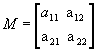 M = [ a11 a12
a21 a22 ]